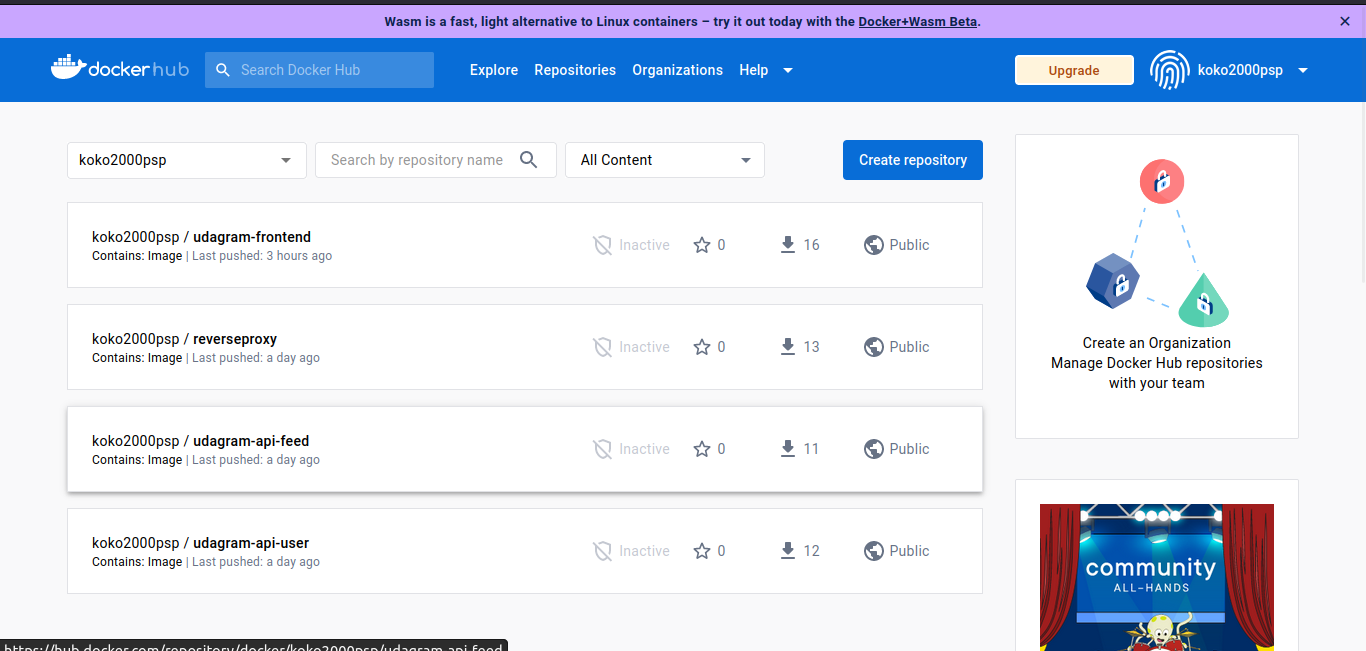 Wasm is a fast, light alternative to Linux containers – try it out today with the Docker+Wasm Beta.
✕
dockerhub
Search Docker Hub
Explore
Repositories
Organizations
Help
Upgrade
koko2000psp
koko2000psp
Search by repository name
All Content
Create repository
koko2000psp / udagram-frontend
Contains: Image | Last pushed: 3 hours ago
Inactive
0
16
Public
koko2000psp / reverseproxy
Contains: Image | Last pushed: a day ago
Inactive
0
13
Public
koko2000psp / udagram-api-feed
Contains: Image | Last pushed: a day ago
Inactive
0
11
Public
koko2000psp / udagram-api-user
Contains: Image | Last pushed: a day ago
Inactive
0
12
Public
Create an Organization
Manage Docker Hub repositories
with your team
community
ALL-HANDS
https://hub.docker.com/repository/docker/koko2000psp/udagram-api-feed